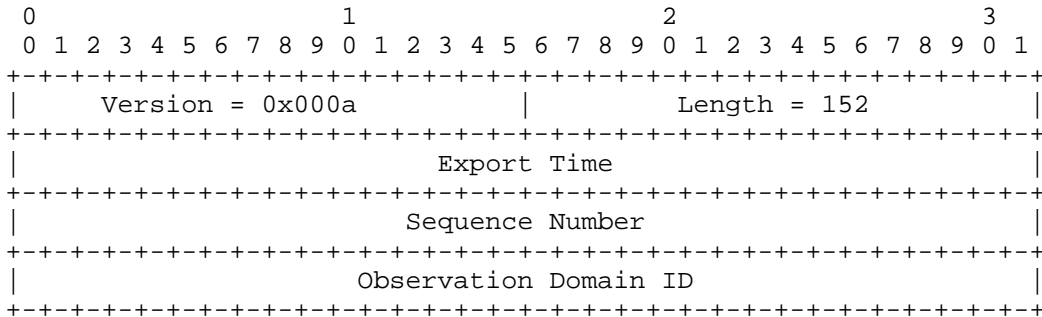 0                   1                   2                   3
 0 1 2 3 4 5 6 7 8 9 0 1 2 3 4 5 6 7 8 9 0 1 2 3 4 5 6 7 8 9 0 1
+-+-+-+-+-+-+-+-+-+-+-+-+-+-+-+-+-+-+-+-+-+-+-+-+-+-+-+-+-+-+-+-+
|     Version = 0x000a          |         Length = 152          |
+-+-+-+-+-+-+-+-+-+-+-+-+-+-+-+-+-+-+-+-+-+-+-+-+-+-+-+-+-+-+-+-+
|                          Export Time                          |
+-+-+-+-+-+-+-+-+-+-+-+-+-+-+-+-+-+-+-+-+-+-+-+-+-+-+-+-+-+-+-+-+
|                        Sequence Number                        |
+-+-+-+-+-+-+-+-+-+-+-+-+-+-+-+-+-+-+-+-+-+-+-+-+-+-+-+-+-+-+-+-+
|                     Observation Domain ID                     |
+-+-+-+-+-+-+-+-+-+-+-+-+-+-+-+-+-+-+-+-+-+-+-+-+-+-+-+-+-+-+-+-+